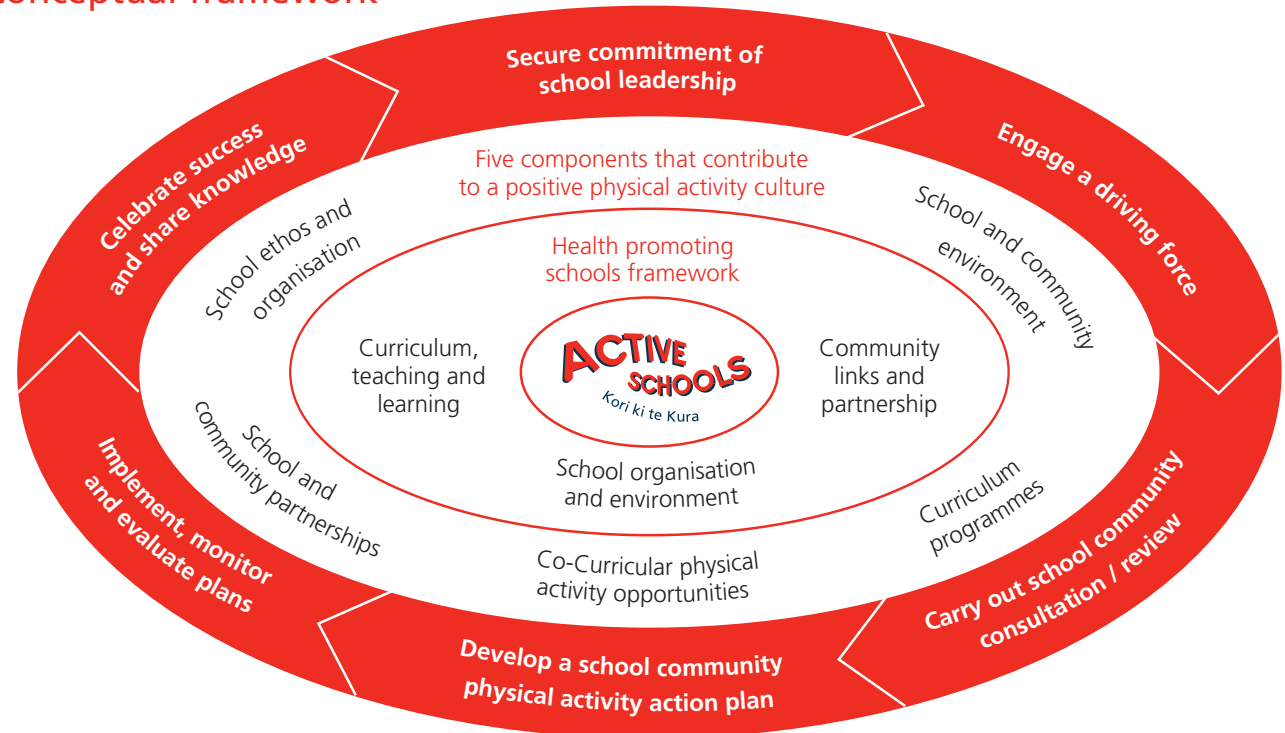 conceptual framework
Secure commitment of
school leadership
Engage a driving force
Carry out school community
consultation / review
Develop a school community
physical activity action plan
Implement, monitor
and evaluate plans
Celebrate success
and share knowledge
Five components that contribute
to a positive physical activity culture
School ethos and
organisation
School and community
environment
Curriculum
programmes
Co-Curricular physical
activity opportunities
School and
community partnerships
Health promoting
schools framework
Curriculum,
teaching and
learning
Community
links and
partnership
School organisation
and environment
ACTIVE
SCHOOLS
Kori ki te Kura